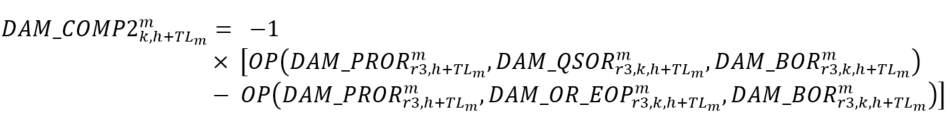 DAM_COMP2^m_{k,h+TL_m} = −1
× [OP(DAM_PROR^m_{r3,h+TL_m}, DAM_QSOR^m_{r3,k,h+TL_m}, DAM_BOR^m_{r3,k,h+TL_m})
− OP(DAM_PROR^m_{r3,h+TL_m}, DAM_OR_EOP^m_{r3,k,h+TL_m}, DAM_BOR^m_{r3,k,h+TL_m})]